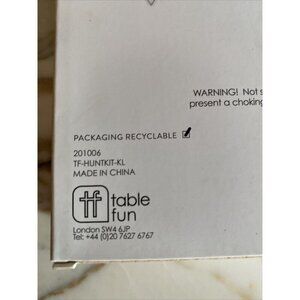 WARNING! Not
present a choking
PACKAGING RECYCLABLE
201006
TF-HUNTKIT-KL
MADE IN CHINA
tf
table
fun
London SW4 6JP
Tel: +44 (0)20 7627 6767